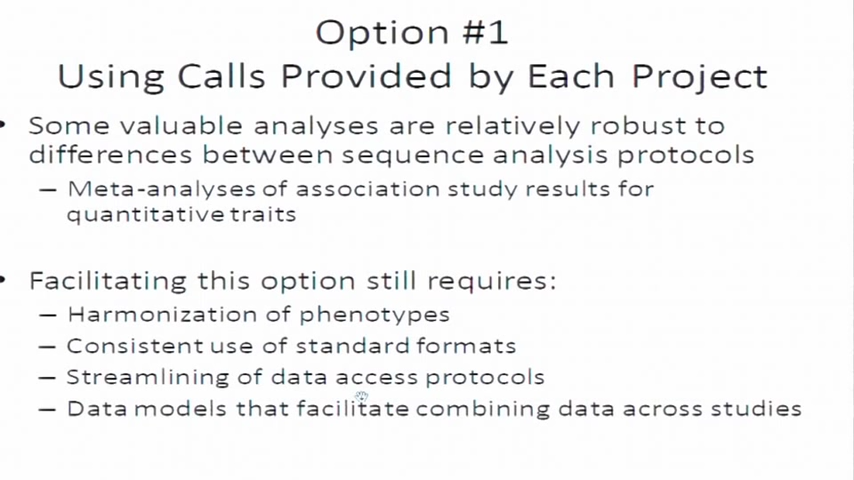 Option #1
Using Calls Provided by Each Project
• Some valuable analyses are relatively robust to
differences between sequence analysis protocols
– Meta-analyses of association study results for
quantitative traits
• Facilitating this option still requires:
– Harmonization of phenotypes
– Consistent use of standard formats
– Streamlining of data access protocols
– Data models that facilitate combining data across studies